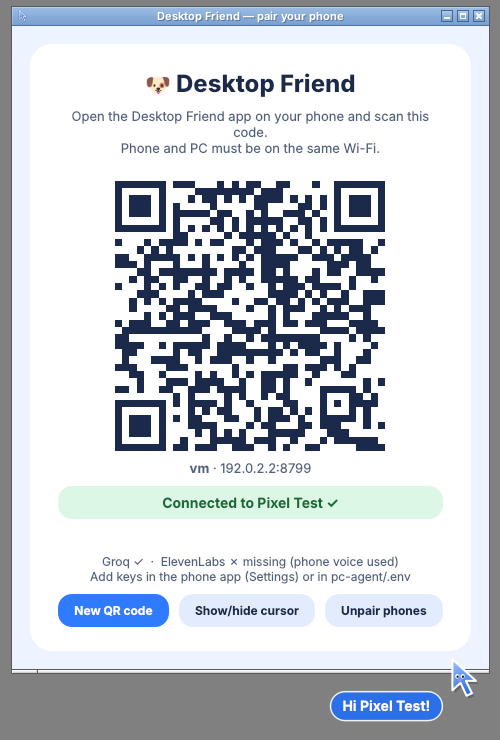 Desktop Friend — pair your phone
🐶 Desktop Friend
Open the Desktop Friend app on your phone and scan this
code.
Phone and PC must be on the same Wi-Fi.
vm · 192.0.2.2:8799
Connected to Pixel Test ✓
Groq ✓ · ElevenLabs ✕ missing (phone voice used)
Add keys in the phone app (Settings) or in pc-agent/.env
New QR code Show/hide cursor Unpair phones
Hi Pixel Test!